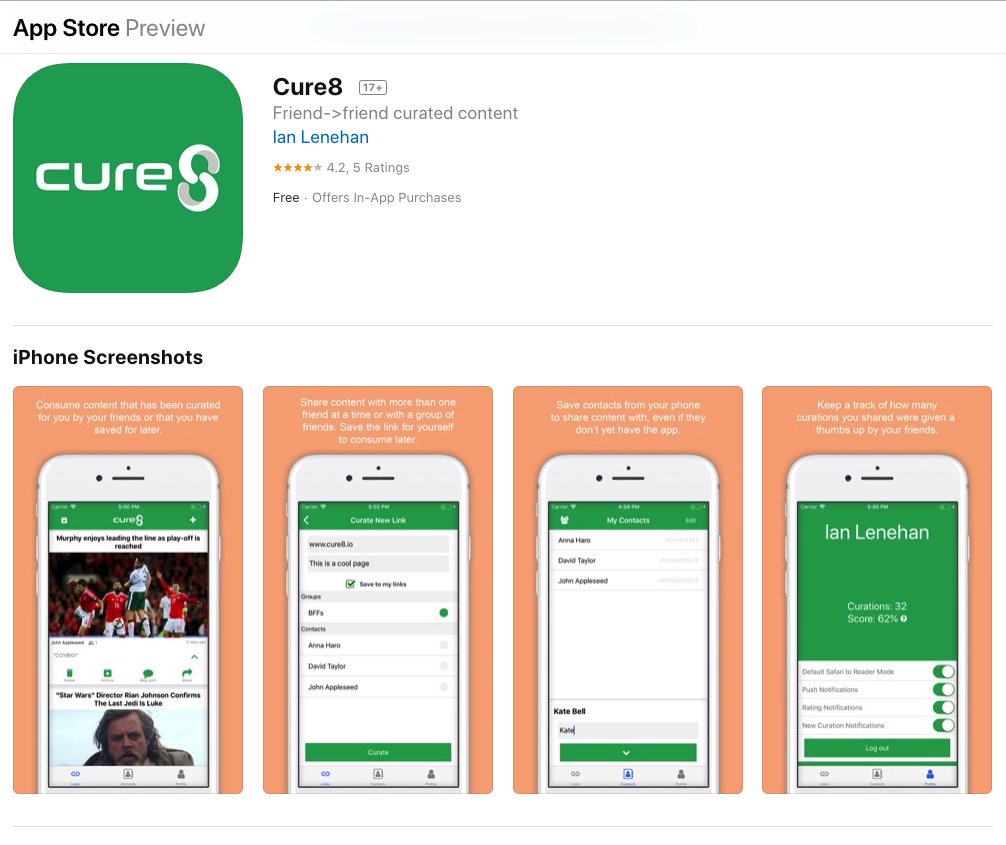 App Store Preview
cure8
Cure8 17+
Friend->friend curated content
Ian Lenehan
4.2, 5 Ratings
Free · Offers In-App Purchases
iPhone Screenshots
Consume content that has been curated
for you by your friends or that you have
saved for later.
Carrier 5:00 PM
cure8
Murphy enjoys leading the line as play-off is
reached
John Appleseed 1 11 days ago
"COYBIG!"
Delete Archive Msg John Share
"Star Wars" Director Rian Johnson Confirms
The Last Jedi Is Luke
Links Contacts Profile
Share content with more than one
friend at a time or with a group of
friends. Save the link for yourself
to consume later.
Carrier 5:02 PM
Curate New Link
www.cure8.io
This is a cool page
Save to my links
Groups
BFFs
Contacts
Anna Haro
David Taylor
John Appleseed
Curate
Links Contacts Profile
Save contacts from your phone
to share content with, even if they
don't yet have the app.
Carrier 4:59 PM
My Contacts Edit
Anna Haro
David Taylor
John Appleseed
Kate Bell
Kate
Links Contacts Profile
Keep a track of how many
curations you shared were given a
thumbs up by your friends.
Carrier 5:00 PM
Ian Lenehan
Curations: 32
Score: 62% ?
Default Safari to Reader Mode
Push Notifications
Rating Notifications
New Curation Notifications
Log out
Links Contacts Profile